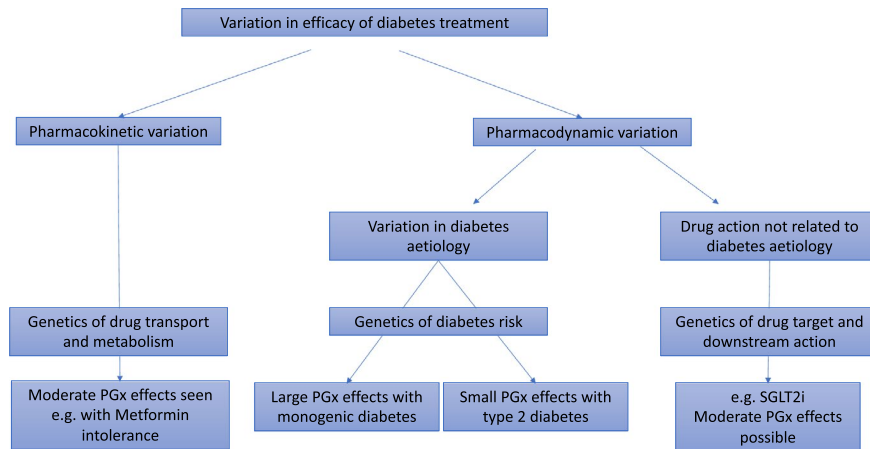 Variation in efficacy of diabetes treatment
Pharmacokinetic variation
Pharmacodynamic variation
Variation in diabetes
aetiology
Drug action not related to
diabetes aetiology
Genetics of drug transport
and metabolism
Genetics of diabetes risk
Genetics of drug target and
downstream action
Moderate PGx effects seen
e.g. with Metformin
intolerance
Large PGx effects with
monogenic diabetes
Small PGx effects with
type 2 diabetes
e.g. SGLT2i
Moderate PGx effects
possible